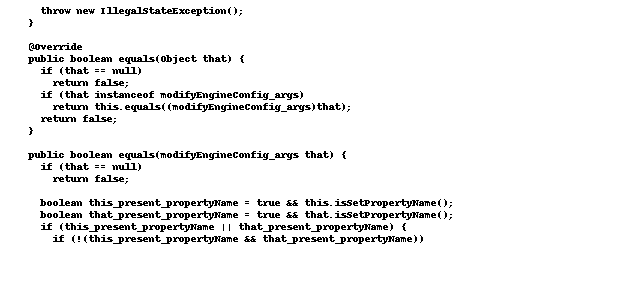 throw new IllegalStateException();
}
@Override
public boolean equals(Object that) {
if (that == null)
return false;
if (that instanceof modifyEngineConfig_args)
return this.equals((modifyEngineConfig_args)that);
return false;
}
public boolean equals(modifyEngineConfig_args that) {
if (that == null)
return false;
boolean this_present_propertyName = true && this.isSetPropertyName();
boolean that_present_propertyName = true && that.isSetPropertyName();
if (this_present_propertyName || that_present_propertyName) {
if (!(this_present_propertyName && that_present_propertyName))